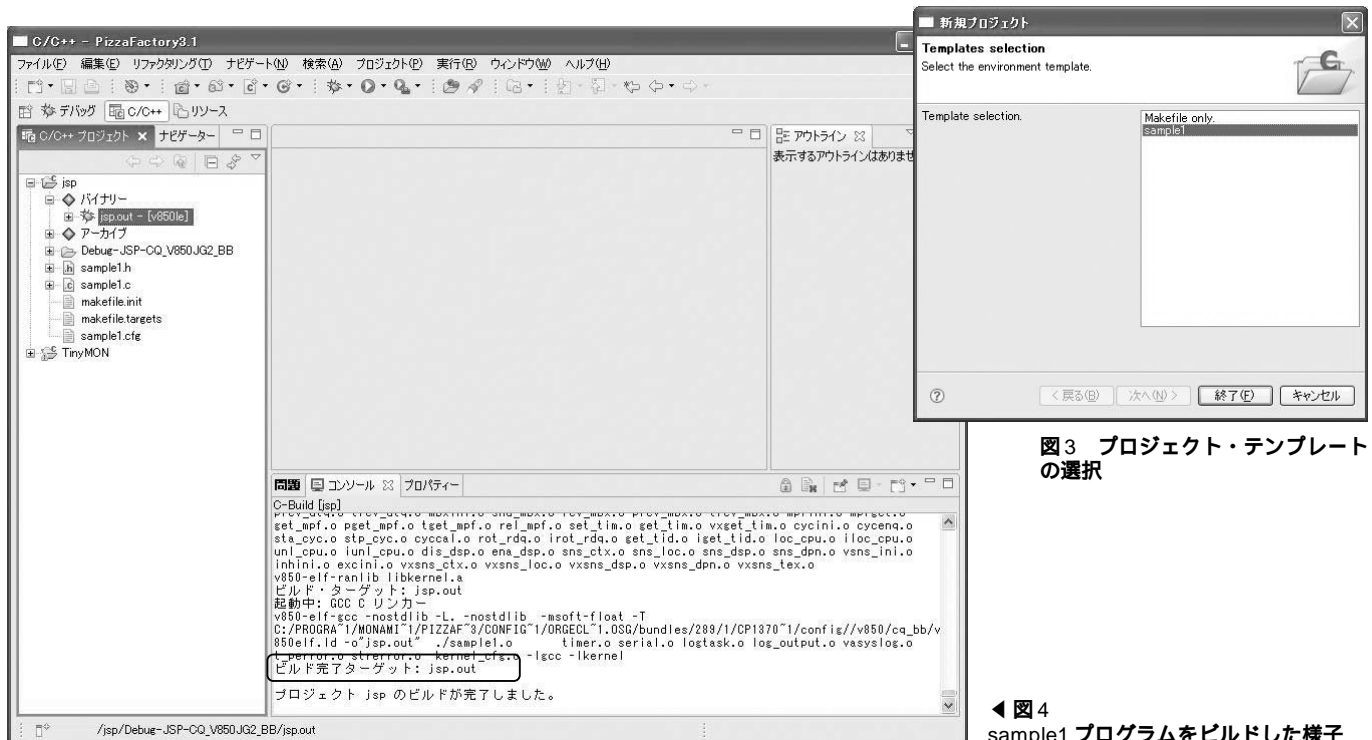 C/C++ - PizzaFactory3.1
ファイル(F) 編集(E) リファクタリング(T) ナビゲート(N) 検索(A) プロジェクト(P) 実行(R) ウィンドウ(W) ヘルプ(H)
デバッグ C/C++ リソース
C/C++ プロジェクト ナビゲーター
jsp
バイナリー
jsp.out - [v850le]
アーカイブ
Debug-JSP-CQ_V850JG2_BB
sample1.h
sample1.c
makefile.init
makefile.targets
sample1.cfg
TinyMON
アウトライン
表示するアウトラインはありませ
問題 コンソール プロパティー
C-Build [jsp]
get_mpf.o pget_mpf.o tget_mpf.o rel_mpf.o set_tim.o get_tim.o vxget_tim.o cycini.o cycenq.o
sta_cyc.o stp_cyc.o cyccal.o rot_rdq.o irot_rdq.o get_tid.o iget_tid.o loc_cpu.o iloc_cpu.o
unl_cpu.o iunl_cpu.o dis_dsp.o ena_dsp.o sns_ctx.o sns_loc.o sns_dsp.o sns_dpn.o vsns_ini.o
inhini.o excini.o vxsns_ctx.o vxsns_loc.o vxsns_dsp.o vxsns_dpn.o vxsns_tex.o
v850-elf-ranlib libkernel.a
ビルド・ターゲット: jsp.out
起動中: GCC C リンカー
v850-elf-gcc -nostdlib -L. -nostdlib -msoft-float -T
C:/PROGRA~1/MONAMI~1/PIZZAF~3/CONFIG~1/ORGECL~1.OSG/bundles/289/1/CP1370~1/config//v850/cq_bb/v
850elf.ld -o"jsp.out" ./sample1.o timer.o serial.o logtask.o log_output.o vasyslog.o
t_perror.o strerror.o kernel_cfg.o -lgcc -lkernel
ビルド完了ターゲット: jsp.out
プロジェクト jsp のビルドが完了しました。
/jsp/Debug-JSP-CQ_V850JG2_BB/jsp.out
新規プロジェクト
Templates selection
Select the environment template.
Template selection.
Makefile only.
sample1
< 戻る(B) 次へ(N) > 終了(F) キャンセル
図3 プロジェクト・テンプレート
の選択
◀図4
sample1 プログラムをビルドした様子